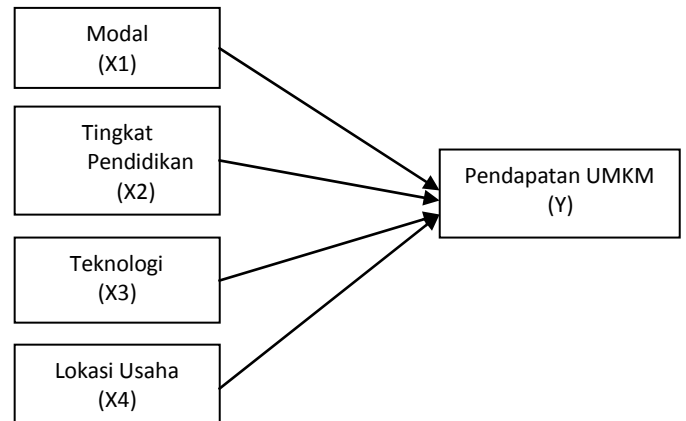 Modal
(X1)
Tingkat
Pendidikan
(X2)
Teknologi
(X3)
Lokasi Usaha
(X4)
Pendapatan UMKM
(Y)